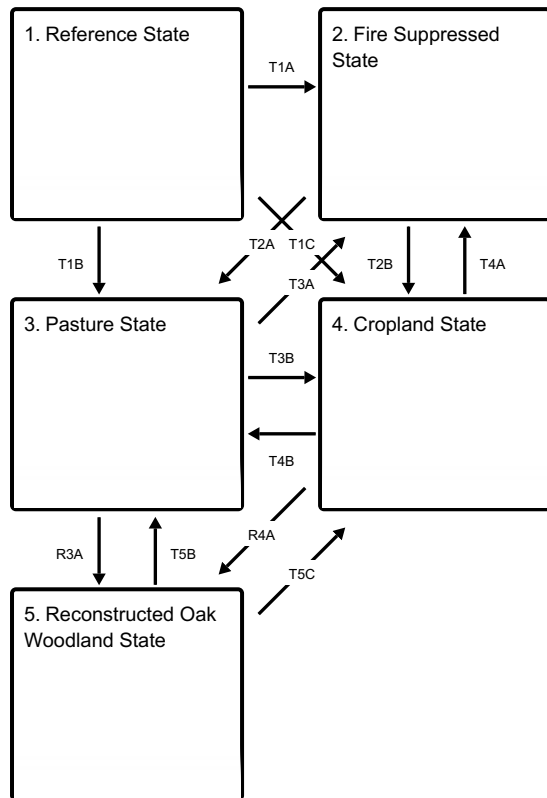 1. Reference State
2. Fire Suppressed
State
T1A
T1B
T2A
T1C
T3A
T2B
T4A
3. Pasture State
4. Cropland State
T3B
T4B
R3A
T5B
R4A
T5C
5. Reconstructed Oak
Woodland State